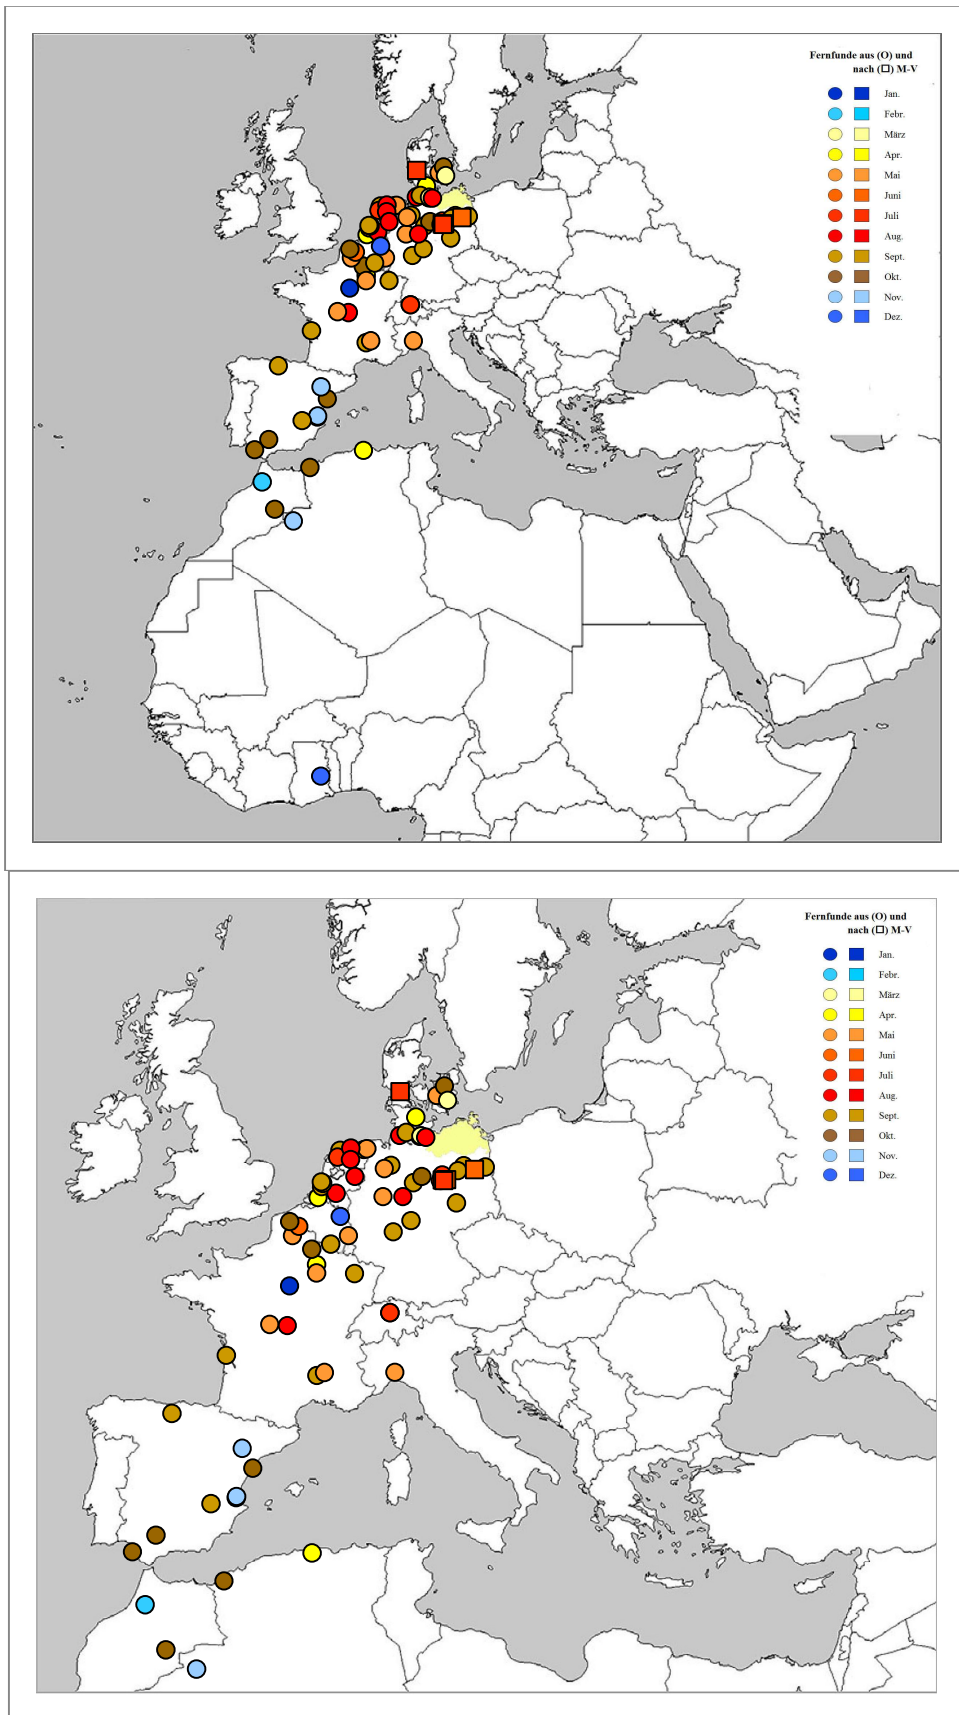 Fernfunde aus (O) und
nach (□) M-V
Jan.
Febr.
März
Apr.
Mai
Juni
Juli
Aug.
Sept.
Okt.
Nov.
Dez.
Fernfunde aus (O) und
nach (□) M-V
Jan.
Febr.
März
Apr.
Mai
Juni
Juli
Aug.
Sept.
Okt.
Nov.
Dez.